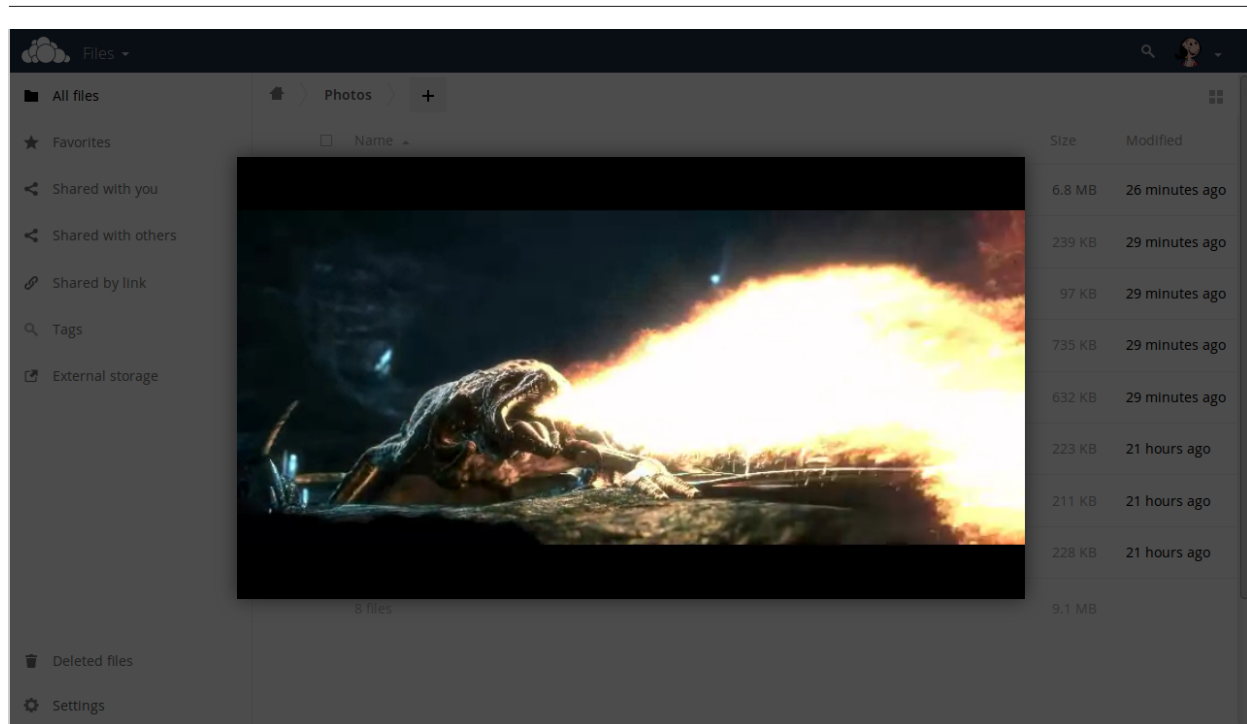 Files
All files
Photos
+
Favorites
Name
Size
Modified
Shared with you
6.8 MB
26 minutes ago
Shared with others
239 KB
29 minutes ago
Shared by link
97 KB
29 minutes ago
Tags
735 KB
29 minutes ago
External storage
632 KB
29 minutes ago
223 KB
21 hours ago
211 KB
21 hours ago
228 KB
21 hours ago
8 files
9.1 MB
Deleted files
Settings